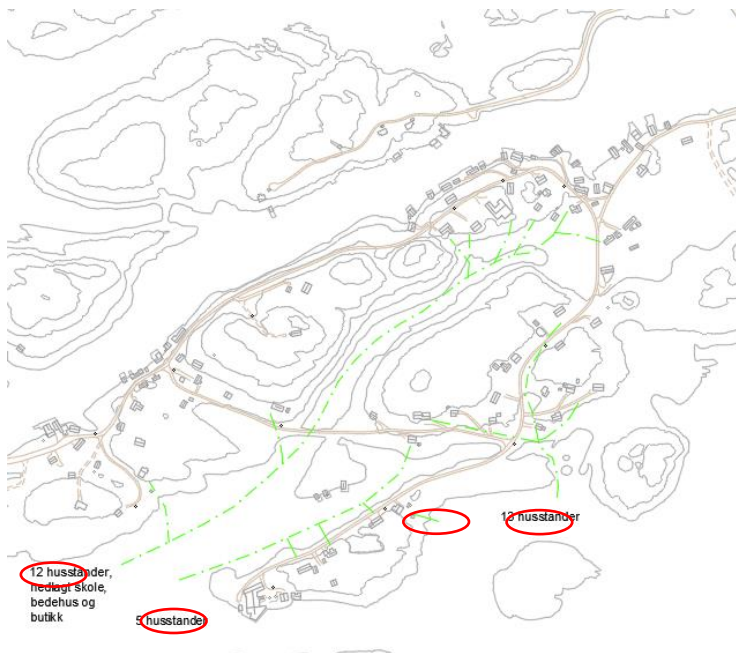 13 husstander
12 husstander,
nedlagt skole,
bedehus og
butikk
5 husstander